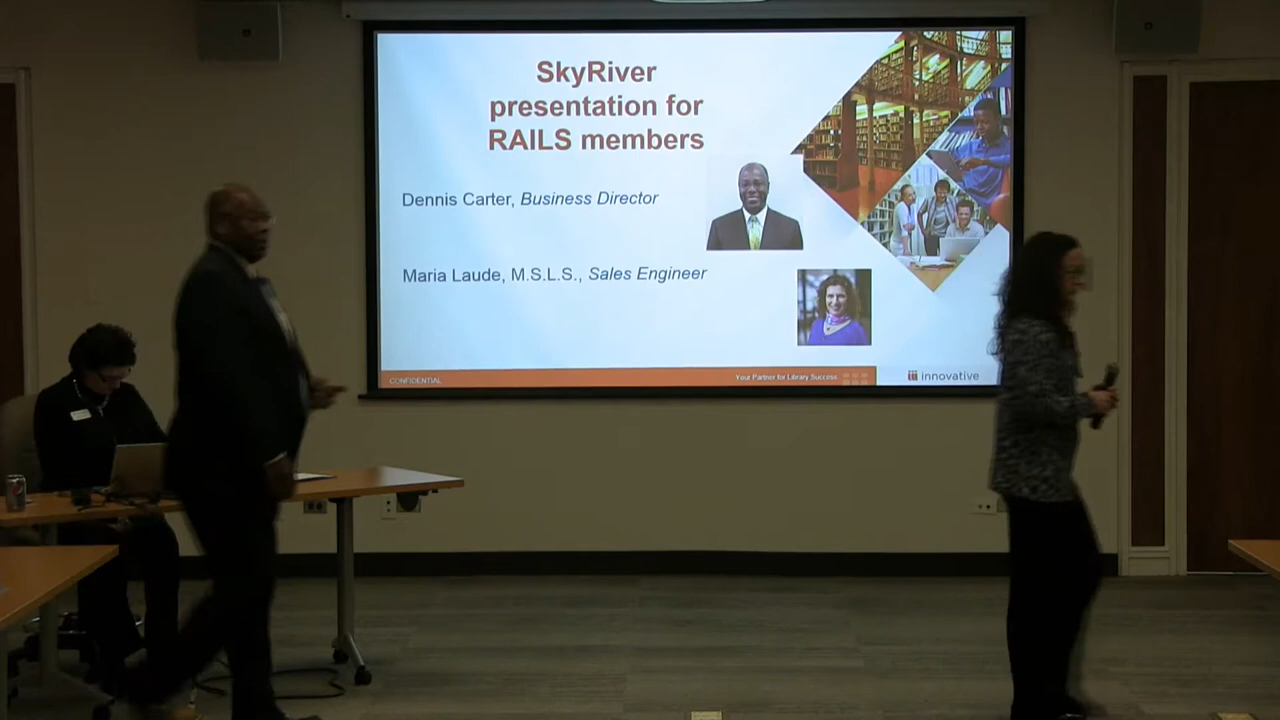 SkyRiver
presentation for
RAILS members
Dennis Carter, Business Director
Maria Laude, M.S.L.S., Sales Engineer
CONFIDENTIAL
Your Partner for Library Success
innovative